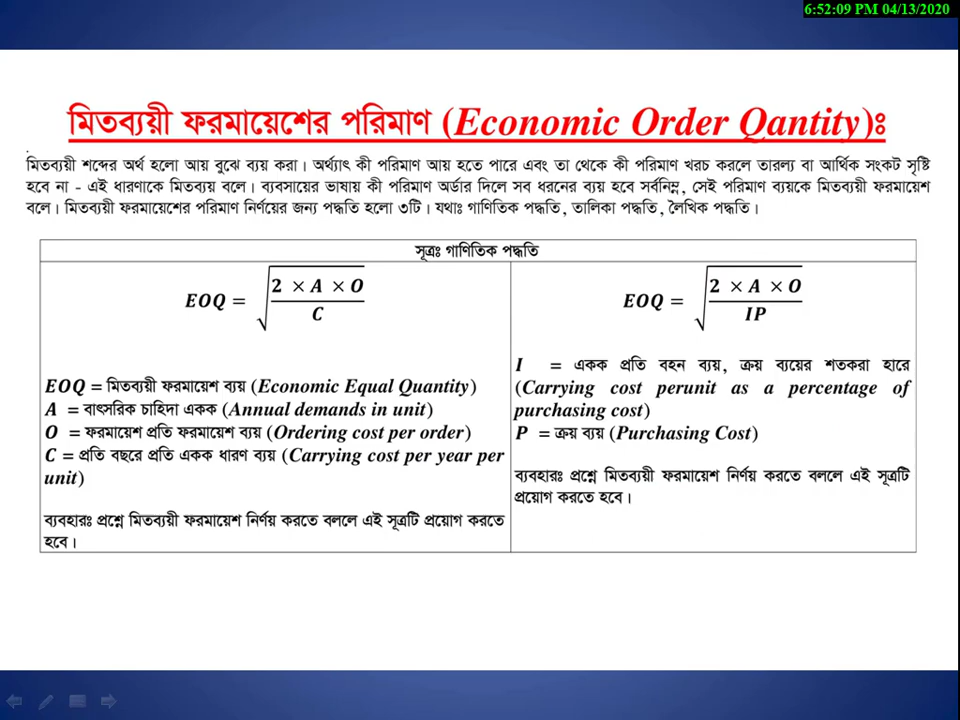 6:52:09 PM 04/13/2020
মিতব্যয়ী ফরমায়েশের পরিমাণ (Economic Order Qantity)ঃ
মিতব্যয়ী শব্দের অর্থ হলো আয় বুঝে ব্যয় করা। অর্থ্যাৎ কী পরিমাণ আয় হতে পারে এবং তা থেকে কী পরিমাণ খরচ করলে তারল্য বা আর্থিক সংকট সৃষ্টি
হবে না - এই ধারণাকে মিতব্যয় বলে। ব্যবসায়ের ভাষায় কী পরিমাণ অর্ডার দিলে সব ধরনের ব্যয় হবে সর্বনিম্ন, সেই পরিমাণ ব্যয়কে মিতব্যয়ী ফরমায়েশ
বলে। মিতব্যয়ী ফরমায়েশের পরিমাণ নির্ণয়ের জন্য পদ্ধতি হলো ৩টি। যথাঃ গাণিতিক পদ্ধতি, তালিকা পদ্ধতি, লৈখিক পদ্ধতি।
সূত্রঃ গাণিতিক পদ্ধতি
EOQ = √((2 × A × O) / C)
EOQ = মিতব্যয়ী ফরমায়েশ ব্যয় (Economic Equal Quantity)
A = বাৎসরিক চাহিদা একক (Annual demands in unit)
O = ফরমায়েশ প্রতি ফরমায়েশ ব্যয় (Ordering cost per order)
C = প্রতি বছরে প্রতি একক ধারণ ব্যয় (Carrying cost per year per
unit)
ব্যবহারঃ প্রশ্নে মিতব্যয়ী ফরমায়েশ নির্ণয় করতে বললে এই সূত্রটি প্রয়োগ করতে
হবে।
EOQ = √((2 × A × O) / IP)
I = একক প্রতি বহন ব্যয়, ক্রয় ব্যয়ের শতকরা হারে
(Carrying cost perunit as a percentage of
purchasing cost)
P = ক্রয় ব্যয় (Purchasing Cost)
ব্যবহারঃ প্রশ্নে মিতব্যয়ী ফরমায়েশ নির্ণয় করতে বললে এই সূত্রটি
প্রয়োগ করতে হবে।